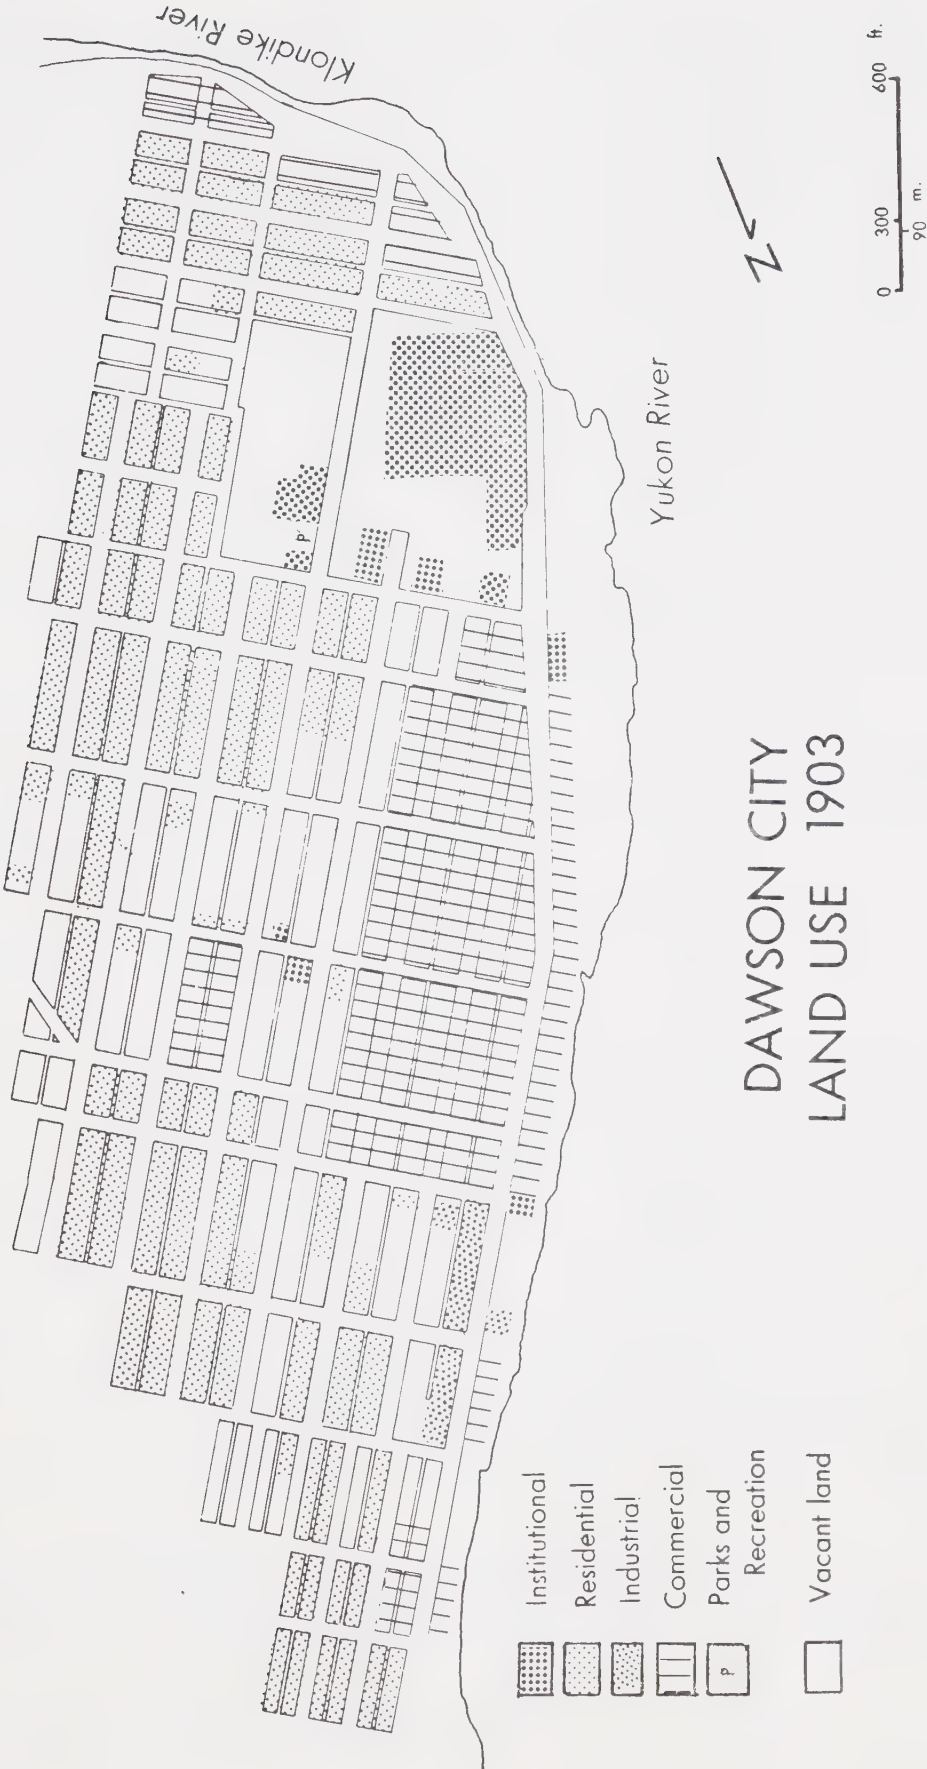 Klondike River
Yukon River
N
0 300 600 ft.
90 m.
DAWSON CITY
LAND USE 1903
P
Institutional
Residential
Industrial
Commercial
P
Parks and
Recreation
Vacant land